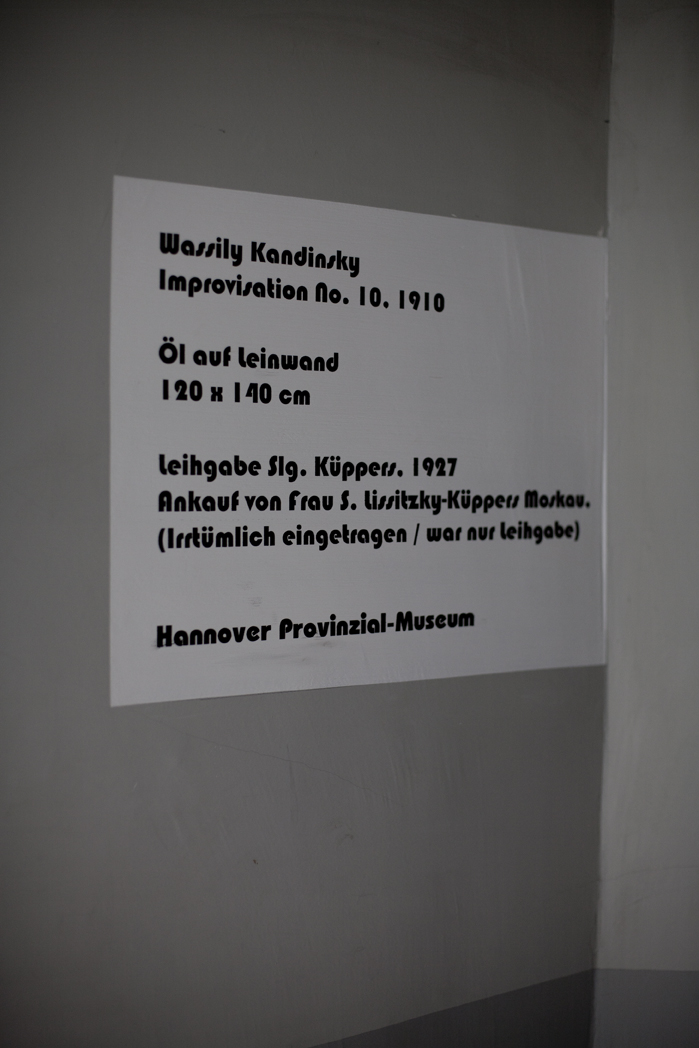 Wassily Kandinsky
Improvisation No. 10. 1910
Öl auf Leinwand
120 x 140 cm
Leihgabe Slg. Küppers. 1927
Ankauf von Frau S. Lissitzky-Küppers Moskau.
(Irrtümlich eingetragen / war nur Leihgabe)
Hannover Provinzial-Museum